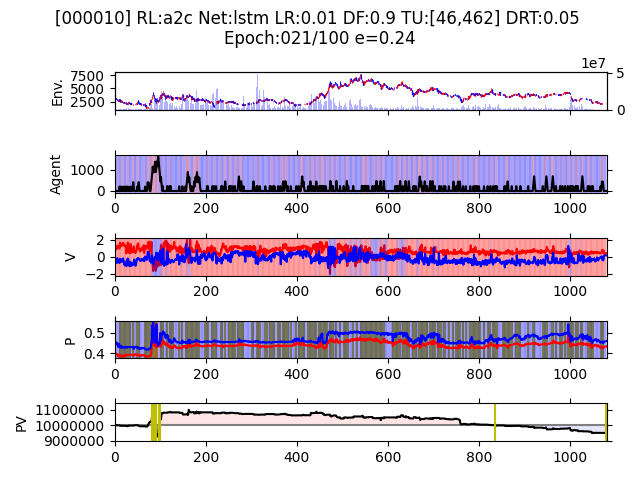 [000010] RL:a2c Net:lstm LR:0.01 DF:0.9 TU:[46,462] DRT:0.05
Epoch:021/100 e=0.24
1e7
Env.
7500
5000
2500
5
0
Agent
1000
0
0 200 400 600 800 1000
V
2
0
−2
0 200 400 600 800 1000
P
0.5
0.4
0 200 400 600 800 1000
PV
11000000
10000000
9000000
0 200 400 600 800 1000